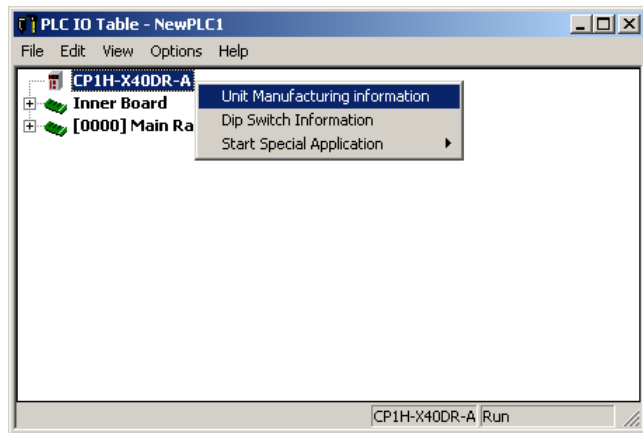 PLC IO Table - NewPLC1
File Edit View Options Help
CP1H-X40DR-A
Unit Manufacturing information
Inner Board
Dip Switch Information
[0000] Main Ra
Start Special Application
CP1H-X40DR-A Run